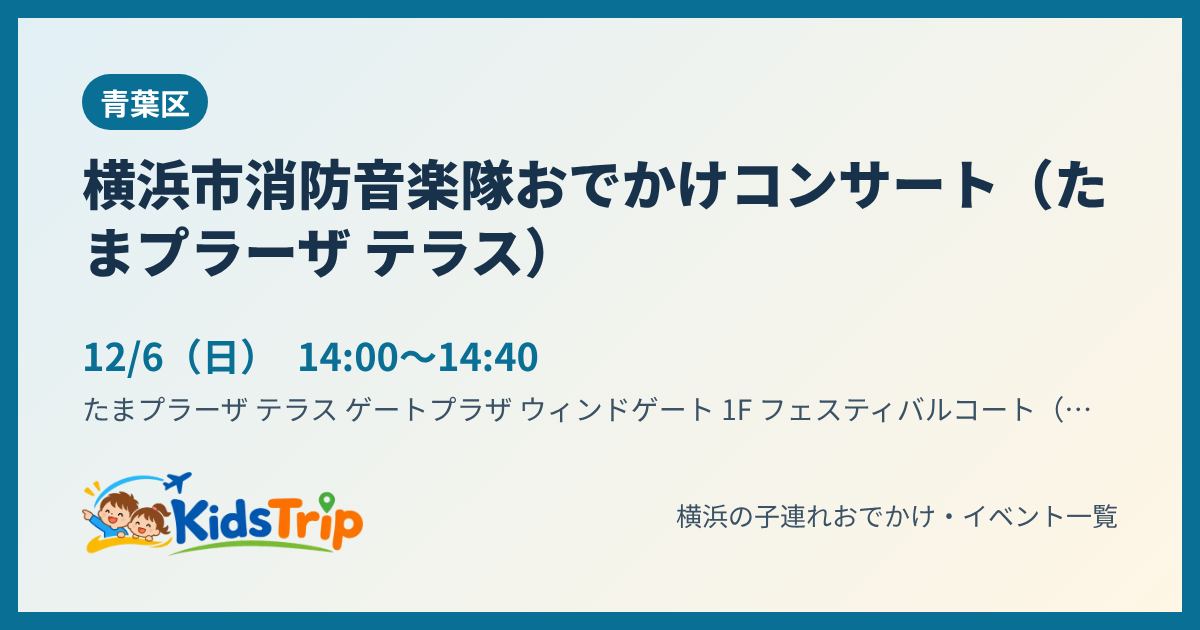 青葉区
横浜市消防音楽隊おでかけコンサート（た
まプラーザ テラス）
12/6（日） 14:00〜14:40
たまプラーザ テラス ゲートプラザ ウィンドゲート 1F フェスティバルコート（…
KidsTrip
横浜の子連れおでかけ・イベント一覧